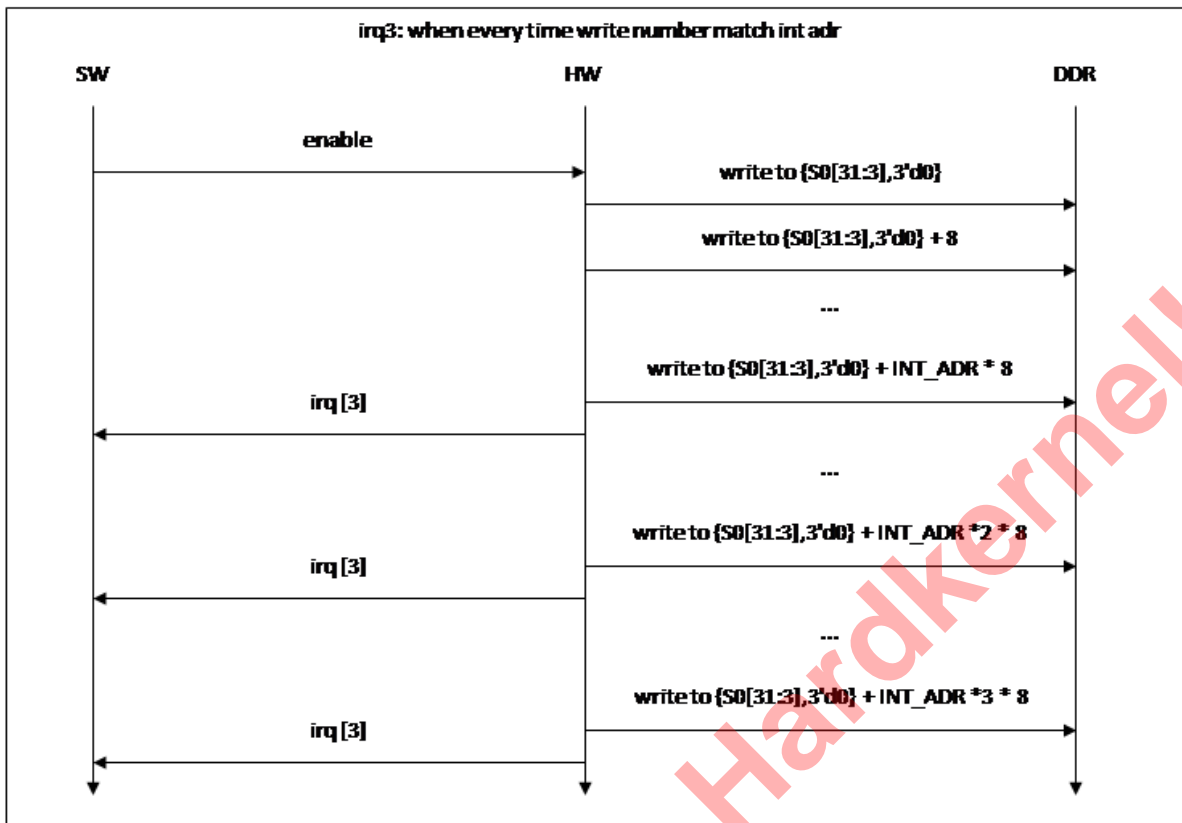 irq3: when every time write number match int adr
SW HW DDR
enable
write to {S0[31:3],3'd0}
write to {S0[31:3],3'd0} + 8
...
write to {S0[31:3],3'd0} + INT_ADR * 8
irq [3]
...
write to {S0[31:3],3'd0} + INT_ADR *2 * 8
irq [3]
...
write to {S0[31:3],3'd0} + INT_ADR *3 * 8
irq [3]
Hardkernel